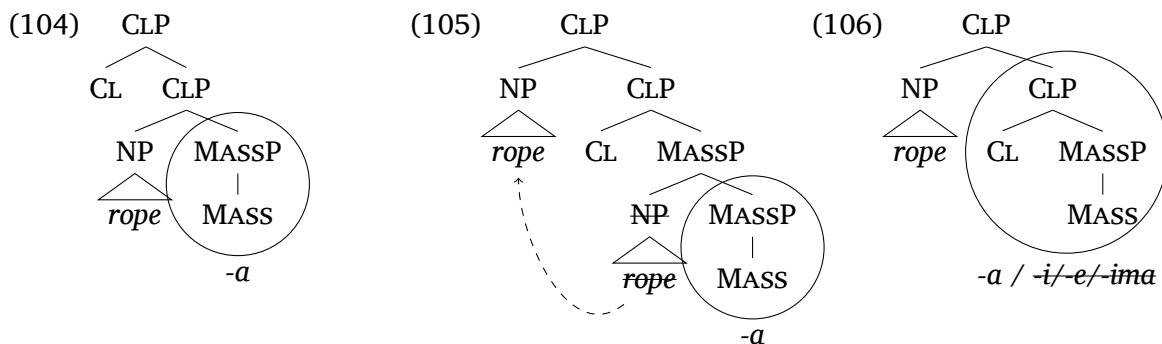 (104) CLP
CL CLP
NP MASSP
rope MASS
-a
(105) CLP
NP CLP
rope CL MASSP
NP MASSP
rope MASS
-a
(106) CLP
NP CLP
rope CL MASSP
MASS
-a / -i/-e/-ima